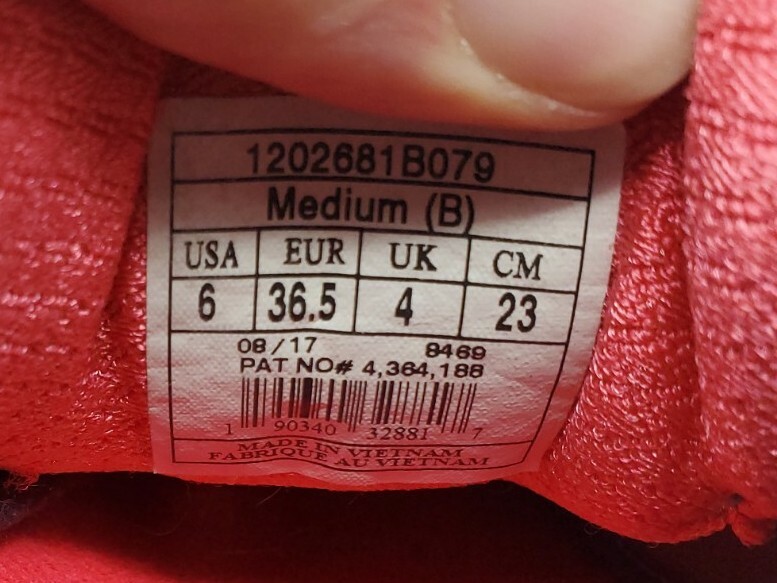 1202681B079
Medium (B)
USA EUR UK CM
6 36.5 4 23
08/17 8469
PAT NO# 4,364,188
1 90340 32881 7
MADE IN VIETNAM
FABRIQUE AU VIETNAM